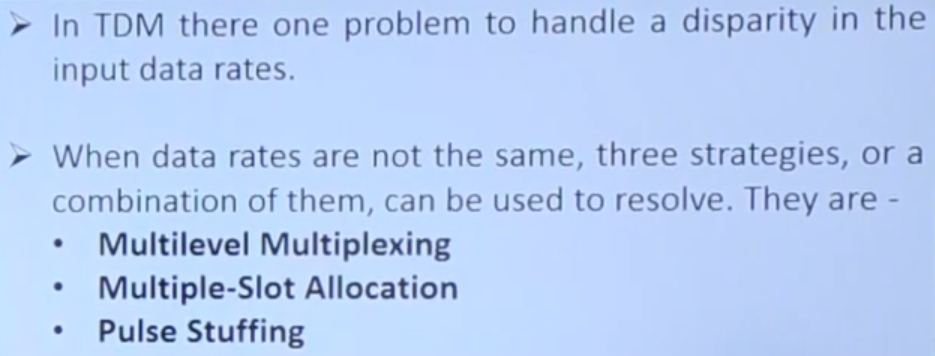 ➢ In TDM there one problem to handle a disparity in the
input data rates.
➢ When data rates are not the same, three strategies, or a
combination of them, can be used to resolve. They are -
• Multilevel Multiplexing
• Multiple-Slot Allocation
• Pulse Stuffing